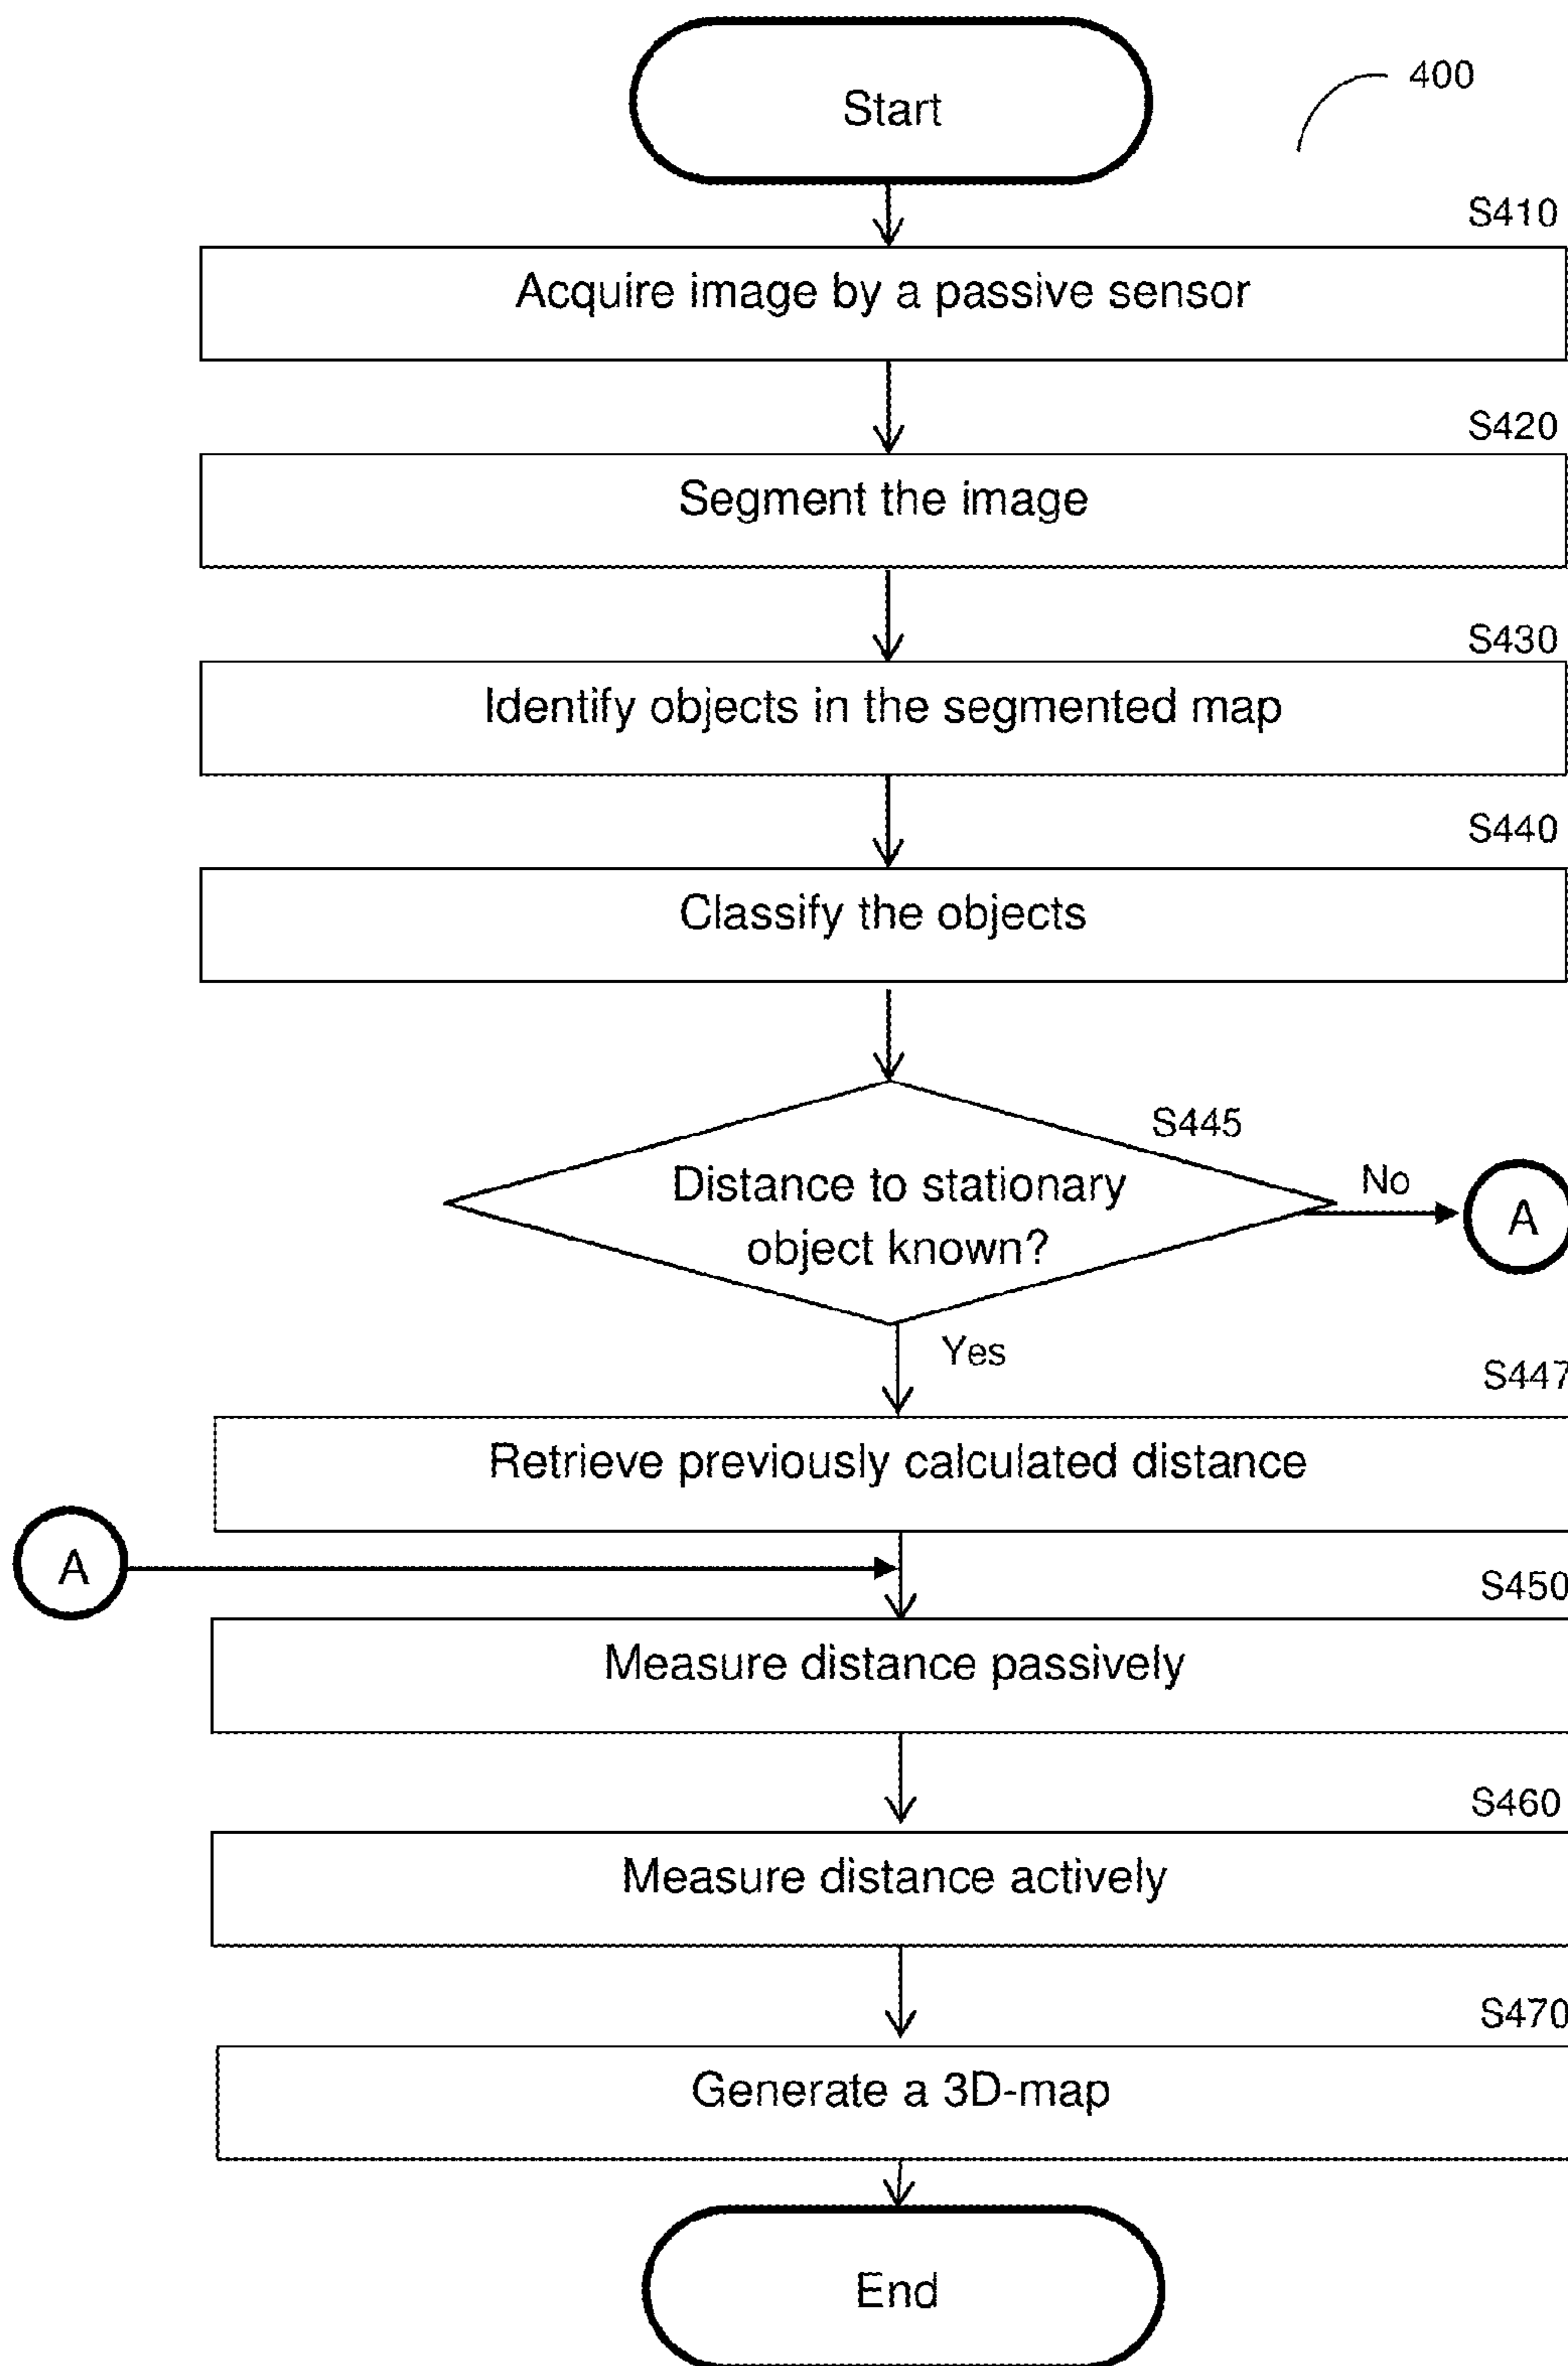 Start
400
S410
Acquire image by a passive sensor
S420
Segment the image
S430
Identify objects in the segmented map
S440
Classify the objects
S445
Distance to stationary
object known?
No
A
Yes
S447
Retrieve previously calculated distance
A
S450
Measure distance passively
S460
Measure distance actively
S470
Generate a 3D-map
End